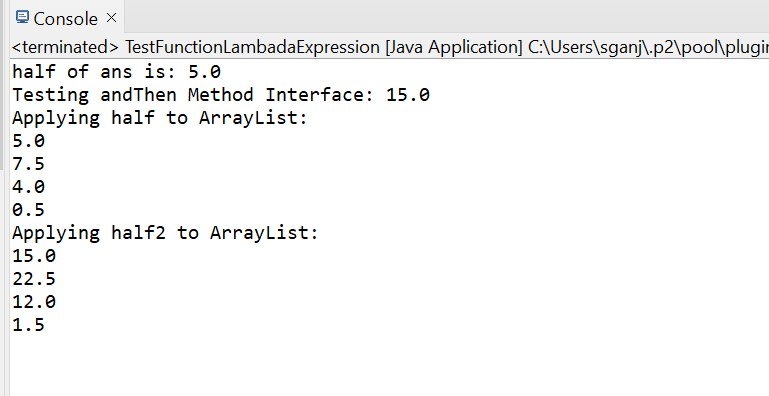 Console
<terminated> TestFunctionLambadaExpression [Java Application] C:\Users\sganj\.p2\pool\plugin
half of ans is: 5.0
Testing andThen Method Interface: 15.0
Applying half to ArrayList:
5.0
7.5
4.0
0.5
Applying half2 to ArrayList:
15.0
22.5
12.0
1.5